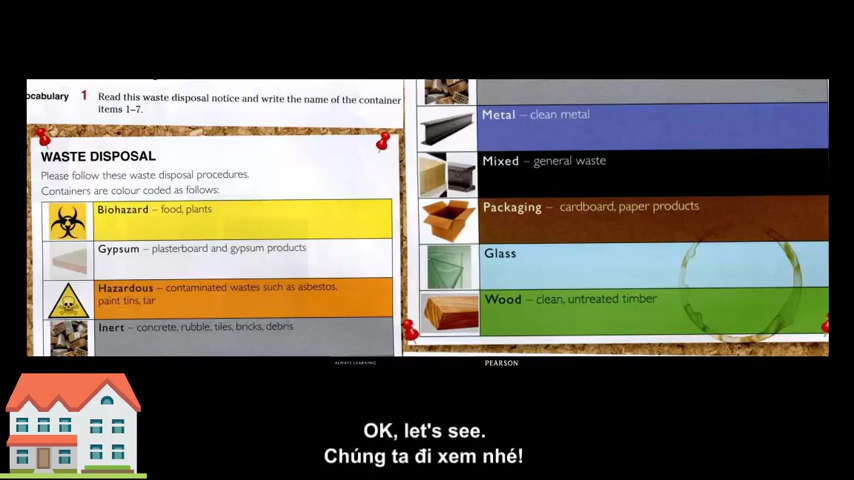 ocabulary 1 Read this waste disposal notice and write the name of the container
items 1–7.
WASTE DISPOSAL
Please follow these waste disposal procedures.
Containers are colour coded as follows:
Biohazard – food, plants
Gypsum – plasterboard and gypsum products
Hazardous – contaminated wastes such as asbestos,
paint tins, tar
Inert – concrete, rubble, tiles, bricks, debris
Metal – clean metal
Mixed – general waste
Packaging – cardboard, paper products
Glass
Wood – clean, untreated timber
ALWAYS LEARNING
PEARSON
OK, let's see.
Chúng ta đi xem nhé!